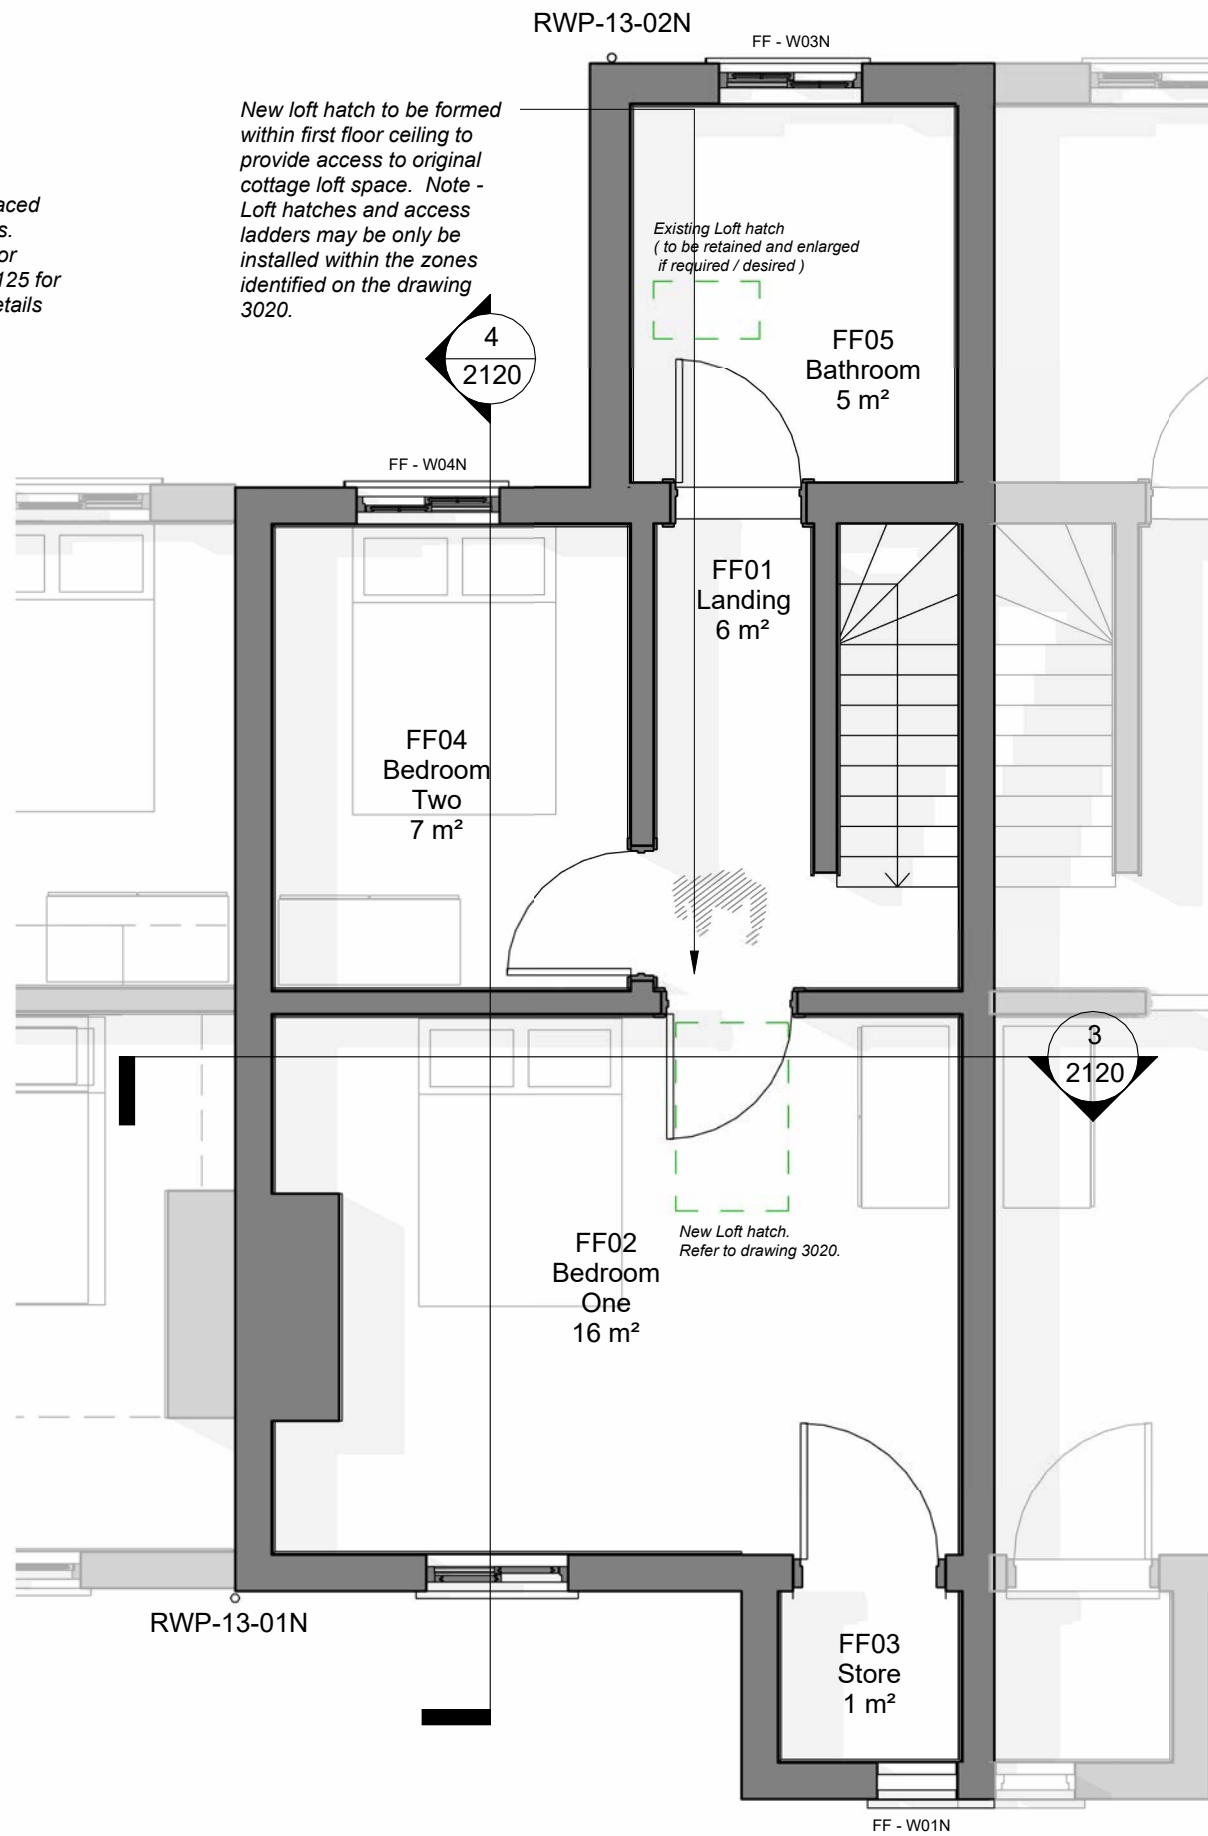 RWP-13-02N
FF - W03N
New loft hatch to be formed
within first floor ceiling to
provide access to original
cottage loft space. Note -
Loft hatches and access
ladders may be only be
installed within the zones
identified on the drawing
3020.
aced
s.
or
125 for
etails
Existing Loft hatch
( to be retained and enlarged
if required / desired )
4
2120
FF05
Bathroom
5 m²
FF - W04N
FF01
Landing
6 m²
FF04
Bedroom
Two
7 m²
3
2120
New Loft hatch.
Refer to drawing 3020.
FF02
Bedroom
One
16 m²
RWP-13-01N
FF03
Store
1 m²
FF - W01N